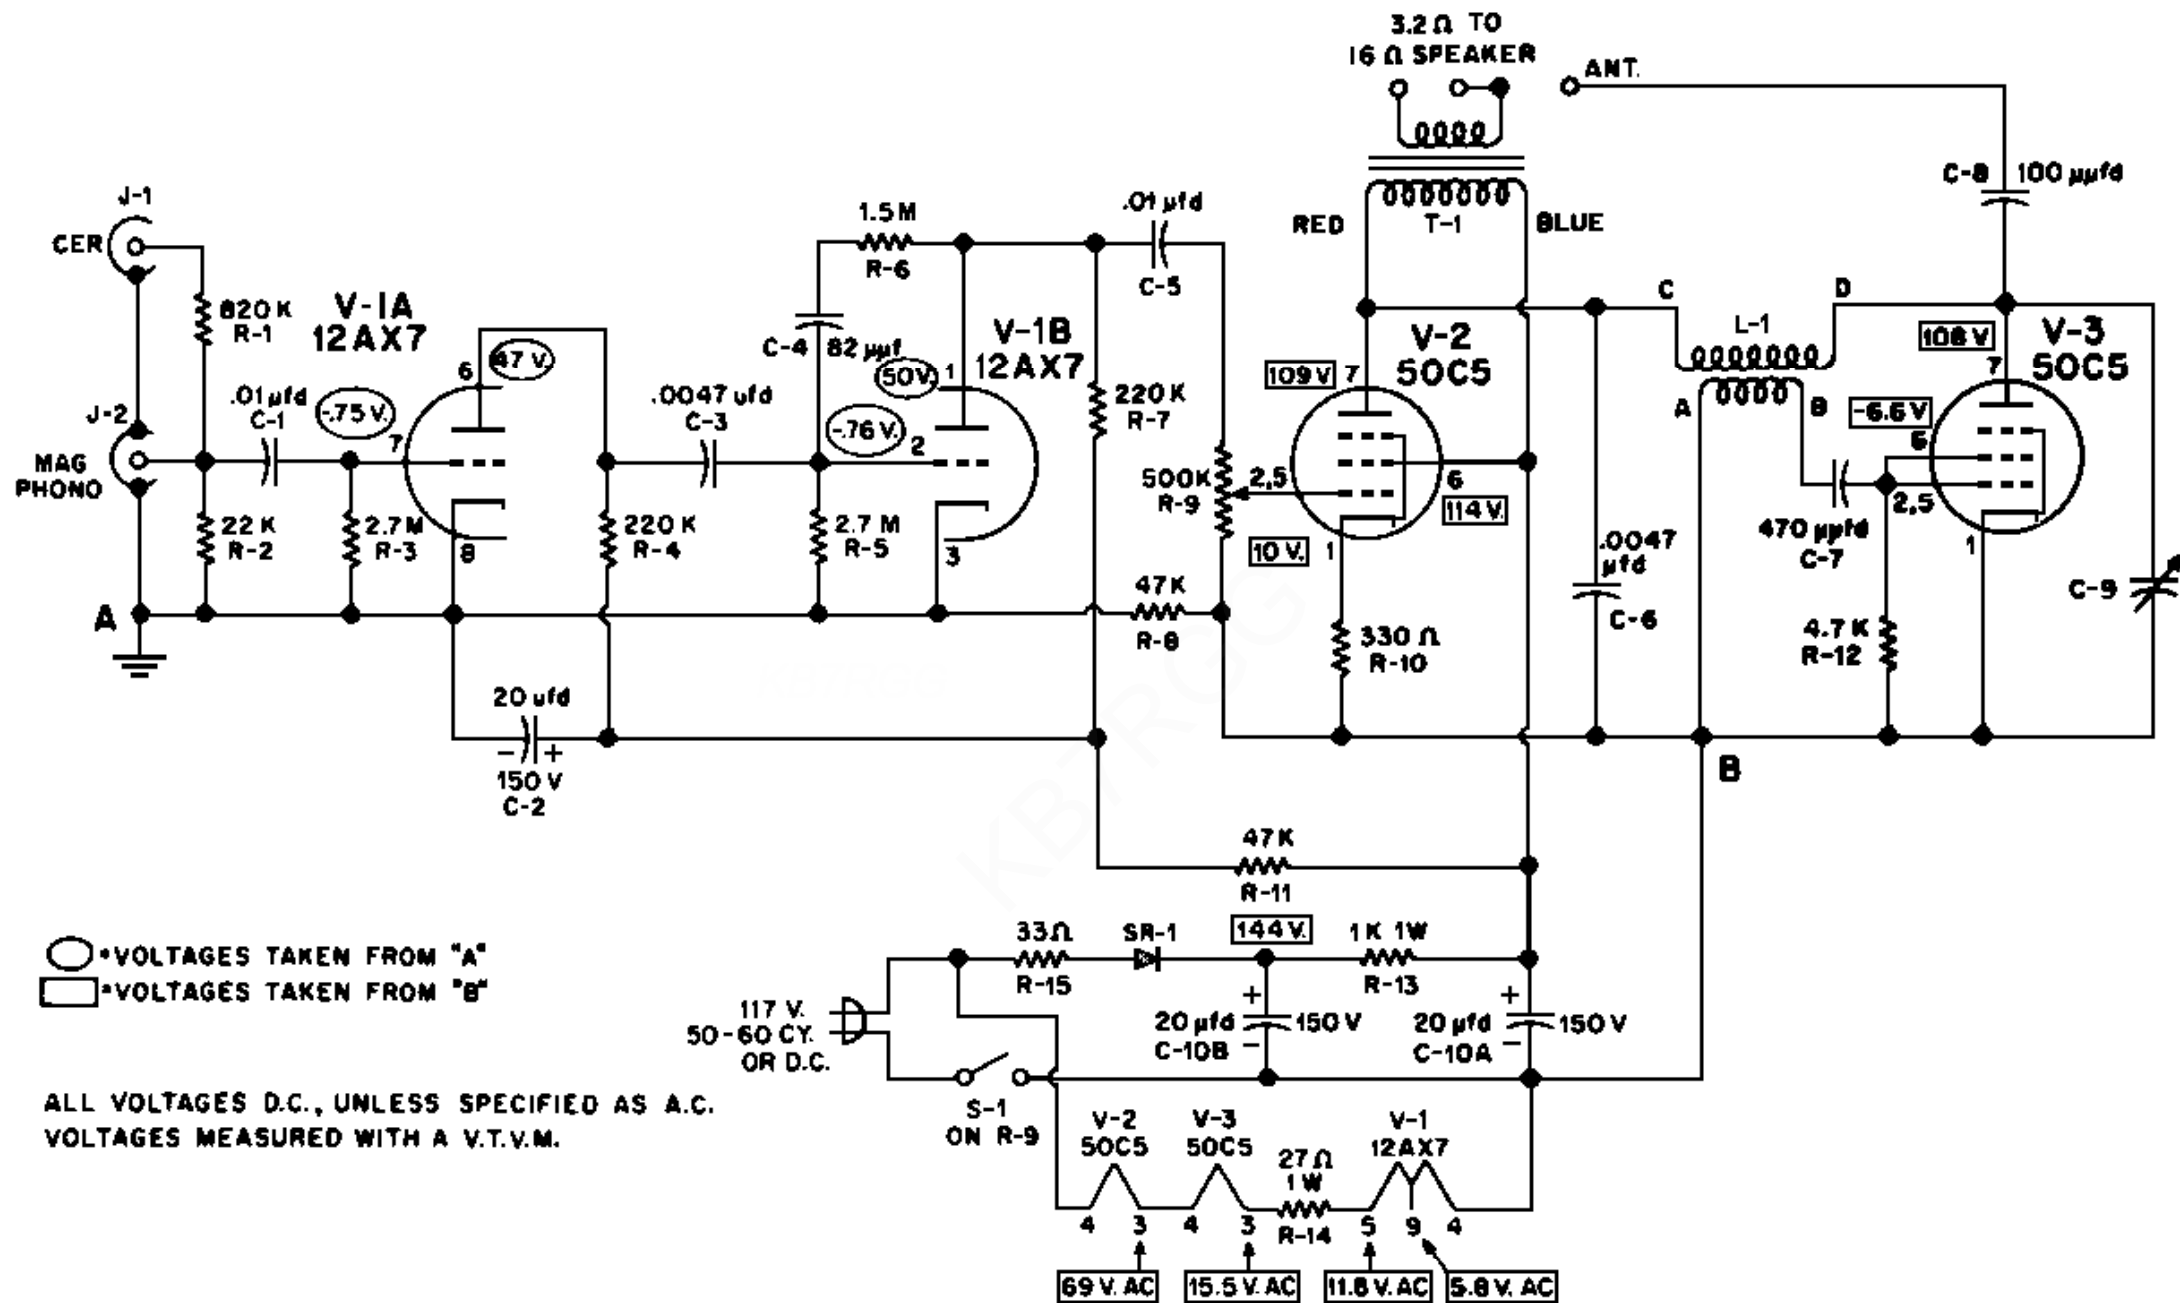 3.2 Ω TO
16 Ω SPEAKER
ANT.
C-8 100 µµfd
J-1
CER
1.5 M
R-6
.01 µfd
C-5
RED
T-1
BLUE
820 K
R-1
V-1A
12AX7
6
47 V.
C-4 82 µµf
V-1B
12AX7
50V.
1
C
L-1
D
V-2
50C5
109 V
7
108 V
V-3
50C5
7
J-2
MAG
PHONO
.01 µfd
C-1
-.75 V.
7
.0047 ufd
C-3
-.76 V.
2
220 K
R-7
500K
R-9
2,5
6
114 V.
A
B
-6.6 V
6
2,5
22 K
R-2
2.7 M
R-3
8
220 K
R-4
2.7 M
R-5
3
10 V.
1
.0047
µfd
C-6
470 µµfd
C-7
1
C-9
A
47 K
R-8
330 Ω
R-10
4.7 K
R-12
20 ufd
- +
150 V
C-2
B
KB7RGG
47 K
R-11
144 V.
33Ω
R-15
SR-1
1 K 1W
R-13
=VOLTAGES TAKEN FROM "A"
=VOLTAGES TAKEN FROM "B"
117 V.
50-60 CY.
OR D.C.
+
20 µfd 150 V
C-10B
-
+
20 µfd 150 V
C-10A
-
S-1
ON R-9
ALL VOLTAGES D.C., UNLESS SPECIFIED AS A.C.
VOLTAGES MEASURED WITH A V.T.V.M.
V-2
50C5
V-3
50C5
27 Ω
1 W
R-14
V-1
12AX7
4 3 4 3 5 9 4
69 V. AC
15.5 V. AC
11.8 V. AC
5.8 V. AC